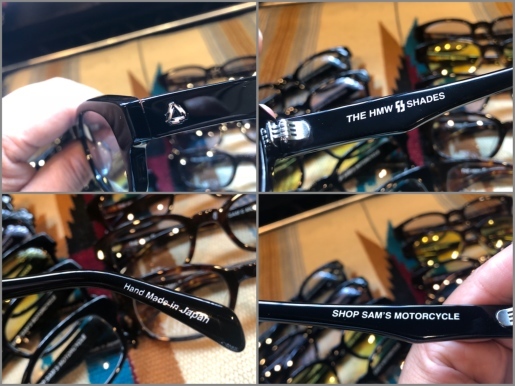 THE HMW SHADES
Hand Made in Japan
SHOP SAM'S MOTORCYCLE